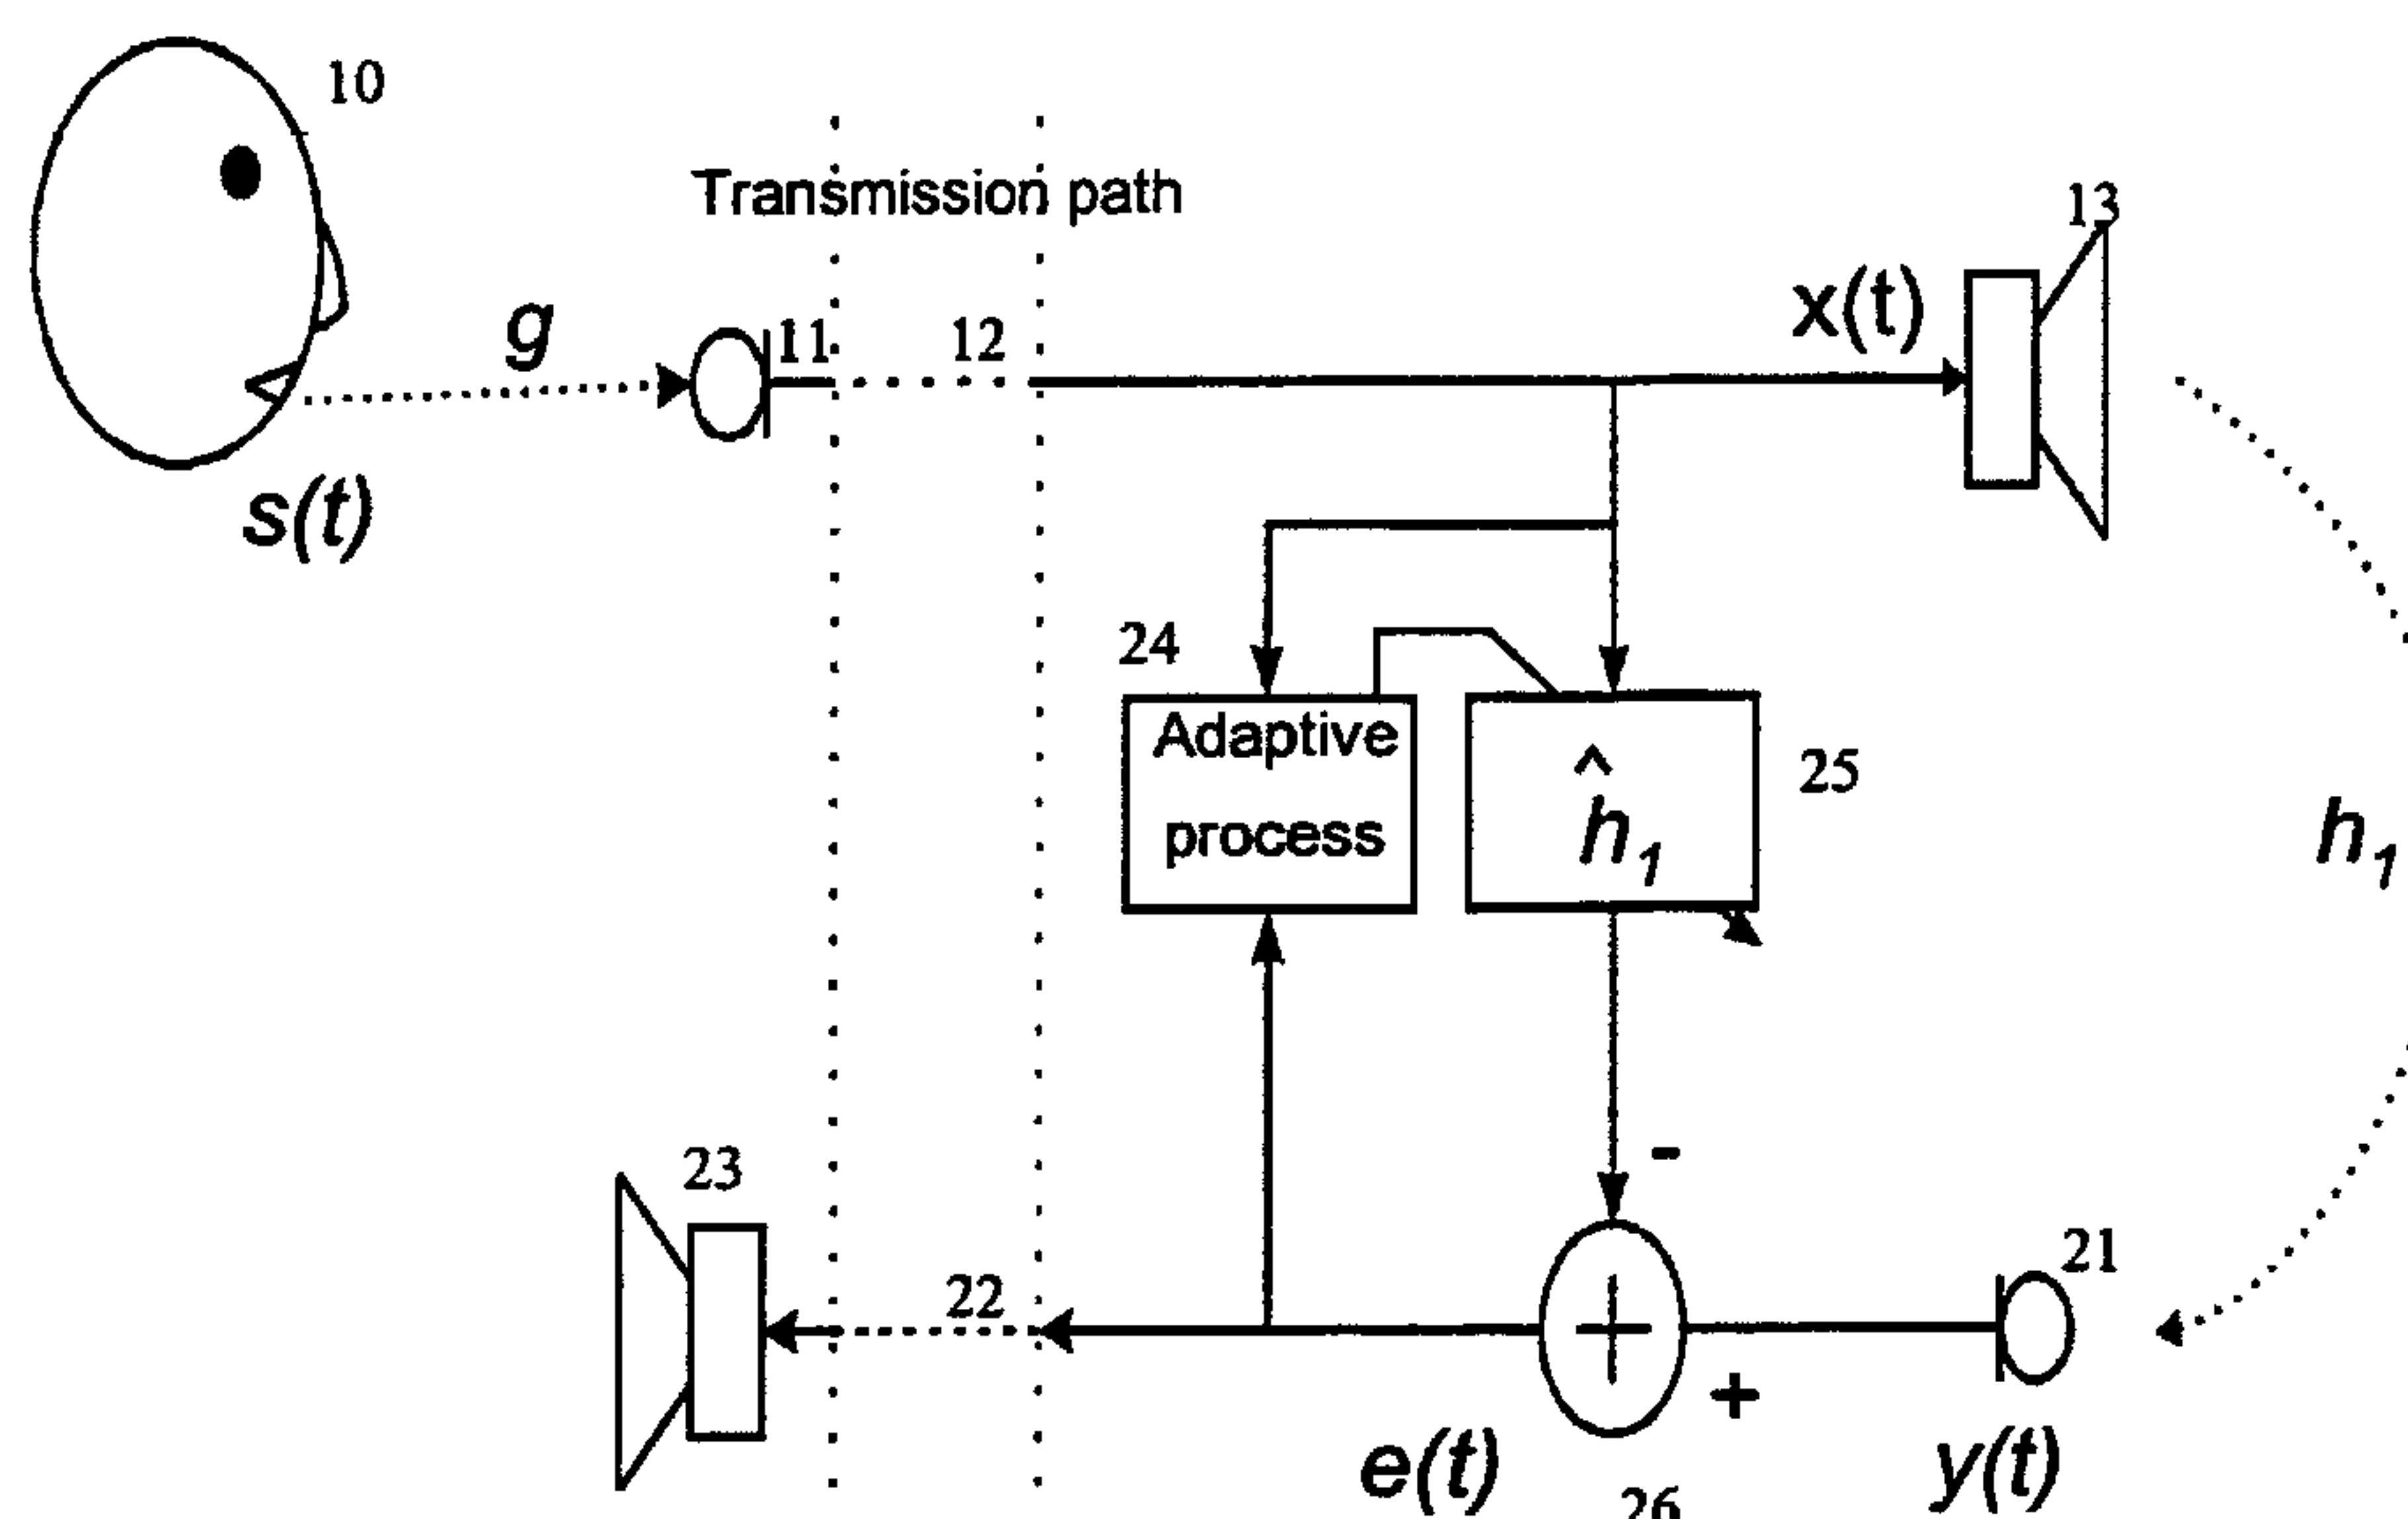 10
Transmission path
13
x(t)
g
11
12
s(t)
24
Adaptive
process
ĥ1
25
h1
23
21
22
+
-
+
e(t)
y(t)
26